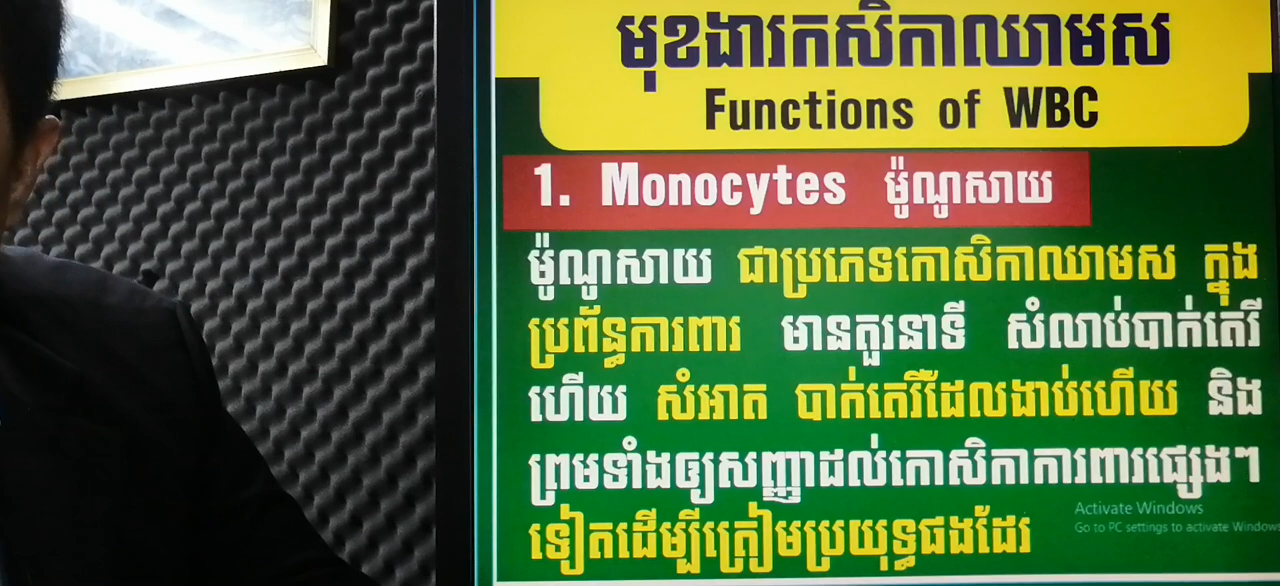 មុខងារកសិកាឈាមស
Functions of WBC
1. Monocytes ម៉ូណូសាយ
ម៉ូណូសាយ ជាប្រភេទកោសិកាឈាមស ក្នុង
ប្រព័ន្ធការពារ មានតួរនាទី សំលាប់បាក់តេរី
ហើយ សំអាត បាក់តេរីដែលងាប់ហើយ និង
ព្រមទាំងឲ្យសញ្ញាដល់កោសិកាការពារផ្សេងៗ
ទៀតដើម្បីត្រៀមប្រយុទ្ធផងដែរ
Activate Windows
Go to PC settings to activate Windows